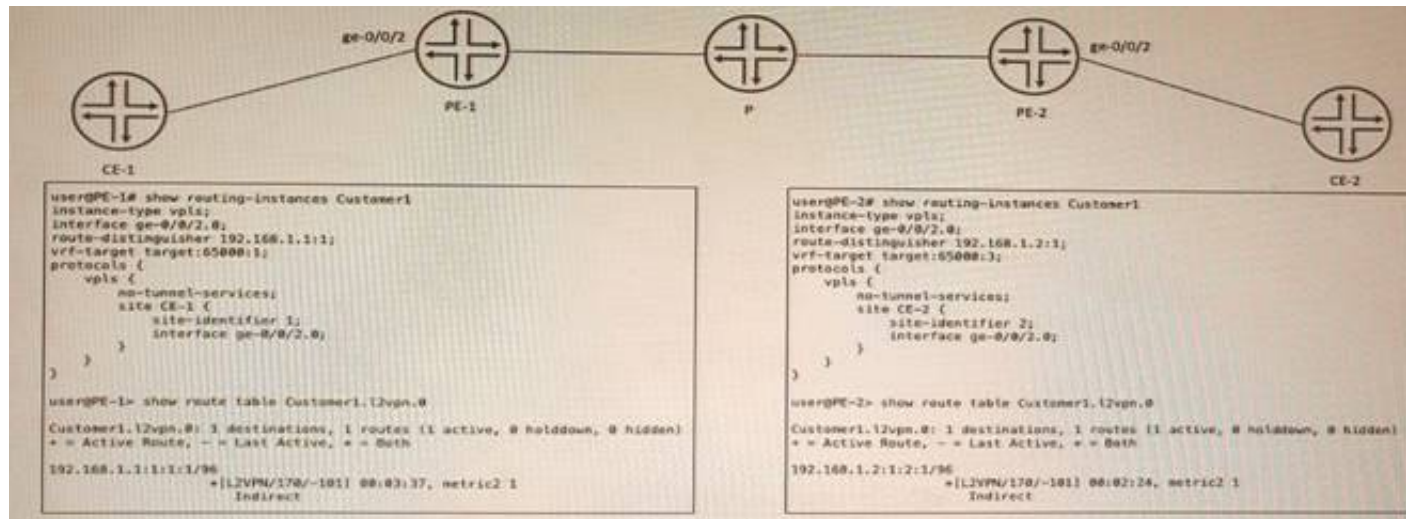 ge-0/0/2
ge-0/0/2
PE-1
P
PE-2
CE-1
CE-2
user@PE-1# show routing-instances Customer1
instance-type vpls;
interface ge-0/0/2.0;
route-distinguisher 192.168.1.1:1;
vrf-target target:65000:1;
protocols {
vpls {
no-tunnel-services;
site CE-1 {
site-identifier 1;
interface ge-0/0/2.0;
}
}
}
user@PE-1> show route table Customer1.l2vpn.0
Customer1.l2vpn.0: 1 destinations, 1 routes (1 active, 0 holddown, 0 hidden)
+ = Active Route, - = Last Active, * = Both
192.168.1.1:1:1:1/96
*[L2VPN/170/-101] 00:03:37, metric2 1
Indirect
user@PE-2# show routing-instances Customer1
instance-type vpls;
interface ge-0/0/2.0;
route-distinguisher 192.168.1.2:1;
vrf-target target:65000:3;
protocols {
vpls {
no-tunnel-services;
site CE-2 {
site-identifier 2;
interface ge-0/0/2.0;
}
}
}
user@PE-2> show route table Customer1.l2vpn.0
Customer1.l2vpn.0: 1 destinations, 1 routes (1 active, 0 holddown, 0 hidden)
+ = Active Route, - = Last Active, * = Both
192.168.1.2:1:2:1/96
*[L2VPN/170/-101] 00:02:24, metric2 1
Indirect